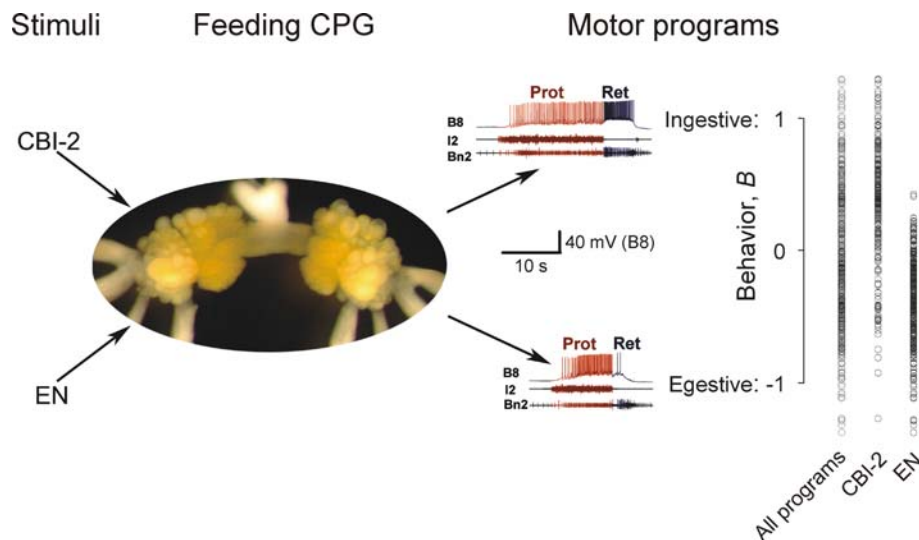 Stimuli
Feeding CPG
Motor programs
CBI-2
EN
Prot Ret
B8
I2
Bn2
40 mV (B8)
10 s
Prot Ret
B8
I2
Bn2
Ingestive: 1
0
Egestive: -1
Behavior, B
All programs
CBI-2
EN